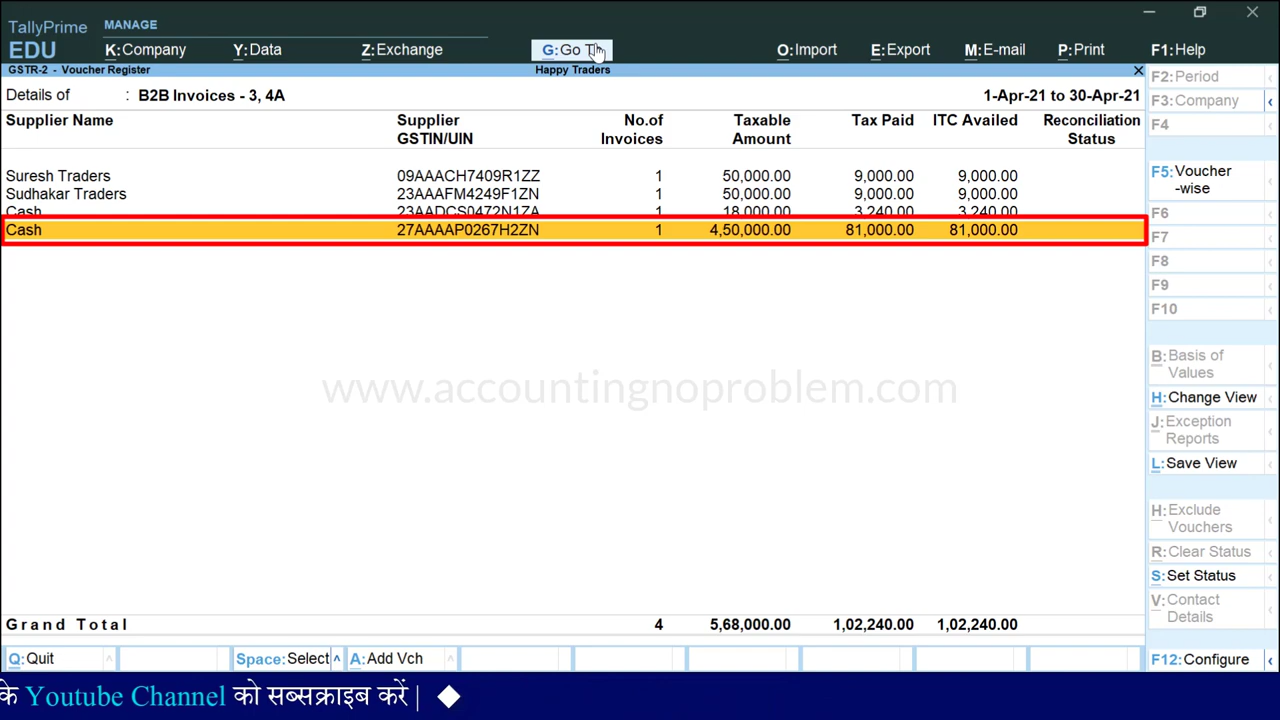 TallyPrime MANAGE
EDU K:Company Y:Data Z:Exchange G:Go T O:Import E:Export M:E-mail P:Print F1:Help
GSTR-2 - Voucher Register Happy Traders
Details of : B2B Invoices - 3, 4A 1-Apr-21 to 30-Apr-21
Supplier Name Supplier No.of Taxable Tax Paid ITC Availed Reconciliation
GSTIN/UIN Invoices Amount Status
Suresh Traders 09AAACH7409R1ZZ 1 50,000.00 9,000.00 9,000.00
Sudhakar Traders 23AAAFM4249F1ZN 1 50,000.00 9,000.00 9,000.00
Cash 23AADCS0472N1ZA 1 18,000.00 3,240.00 3,240.00
Cash 27AAAAP0267H2ZN 1 4,50,000.00 81,000.00 81,000.00
www.accountingnoproblem.com
Grand Total 4 5,68,000.00 1,02,240.00 1,02,240.00
Q:Quit Space:Select ^ A:Add Vch
F2:Period
F3:Company
F4
F5:Voucher
-wise
F6
F7
F8
F9
F10
B:Basis of
Values
H:Change View
J:Exception
Reports
L:Save View
H:Exclude
Vouchers
R:Clear Status
S:Set Status
V:Contact
Details
F12:Configure
के Youtube Channel को सब्सक्राइब करें |